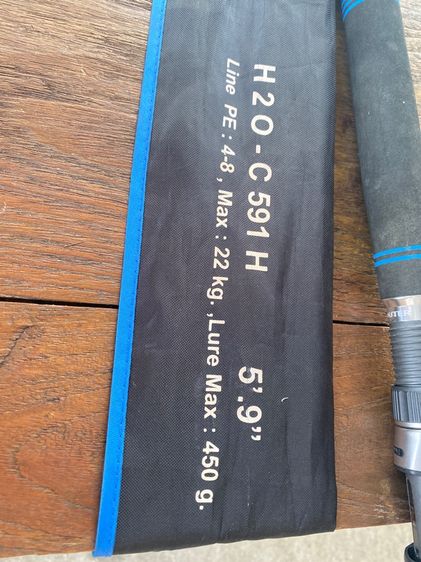 H2O-C591H 5'.9"
Line PE : 4-8 , Max : 22 kg. ,Lure Max : 450 g.